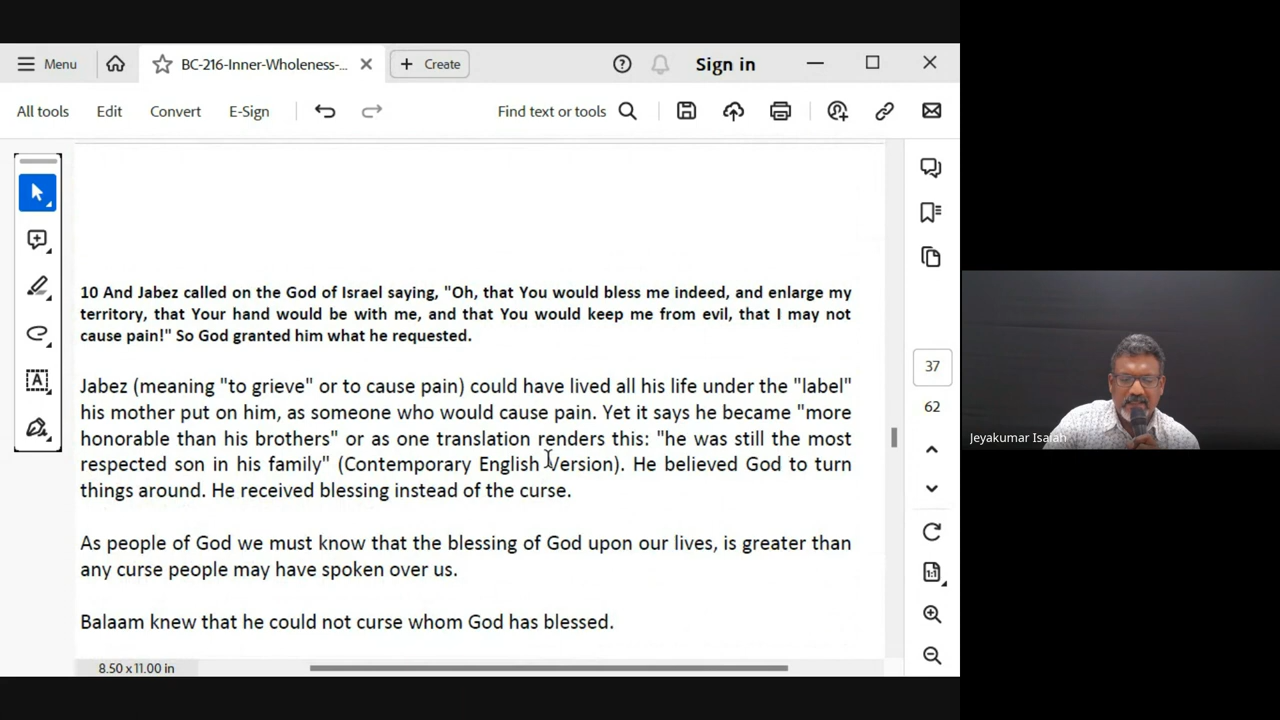 Menu
BC-216-Inner-Wholeness-...
Create
Sign in
All tools
Edit
Convert
E-Sign
Find text or tools
10 And Jabez called on the God of Israel saying, "Oh, that You would bless me indeed, and enlarge my
territory, that Your hand would be with me, and that You would keep me from evil, that I may not
cause pain!" So God granted him what he requested.
Jabez (meaning "to grieve" or to cause pain) could have lived all his life under the "label"
his mother put on him, as someone who would cause pain. Yet it says he became "more
honorable than his brothers" or as one translation renders this: "he was still the most
respected son in his family" (Contemporary English Version). He believed God to turn
things around. He received blessing instead of the curse.
As people of God we must know that the blessing of God upon our lives, is greater than
any curse people may have spoken over us.
Balaam knew that he could not curse whom God has blessed.
8.50 x 11.00 in
37
62
1:1
Jeyakumar Isaiah